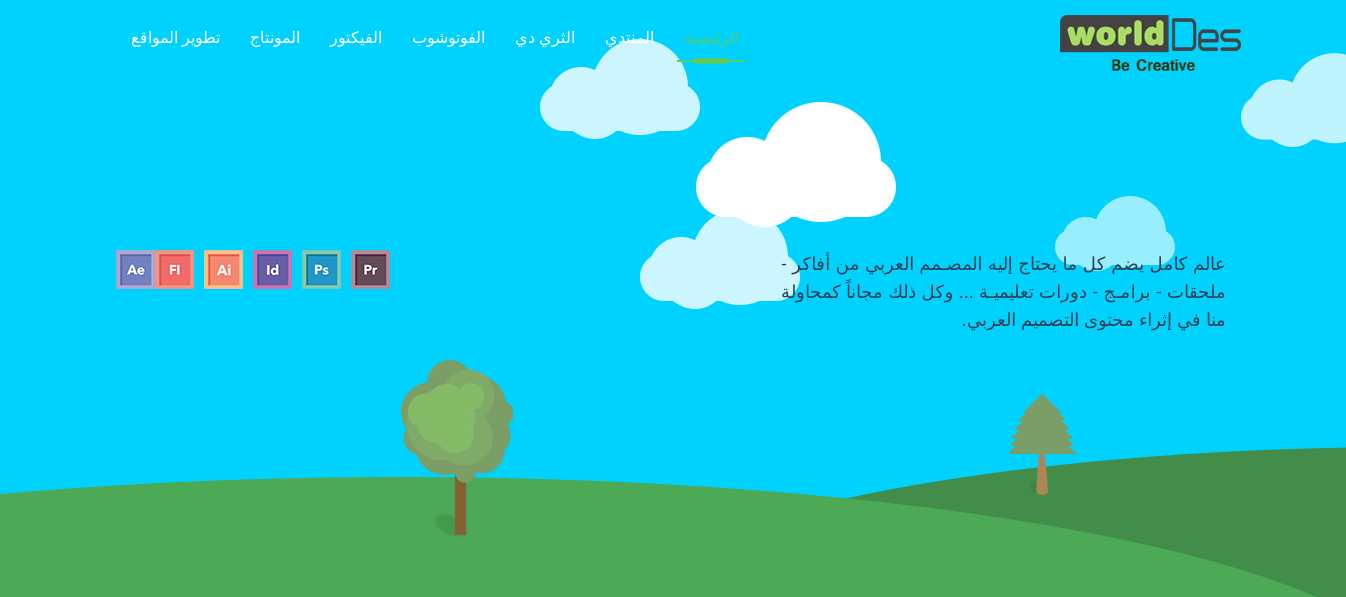 worldDes
Be Creative
الرئيسية المنتدي الثري دي الفوتوشوب الفيكتور المونتاج تطوير المواقع
عالم كامل يضم كل ما يحتاج إليه المصـمم العربي من أفاكر -
ملحقات - برامـج - دورات تعليميـة ... وكل ذلك مجاناً كمحاولة
منا في إثراء محتوى التصميم العربي.
Ae Fl Ai Id Ps Pr